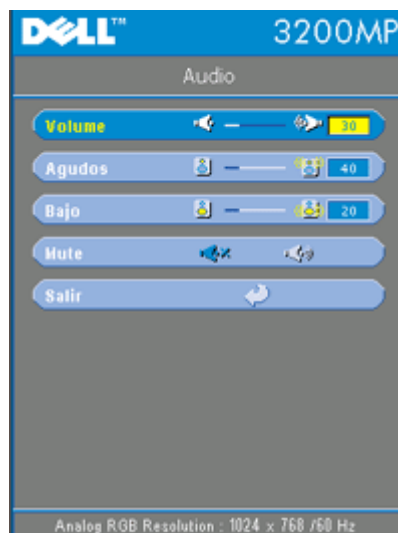 DELL™ 3200MP
Audio
Volume 30
Agudos 40
Bajo 20
Mute
Salir
Analog RGB Resolution : 1024 x 768 /60 Hz